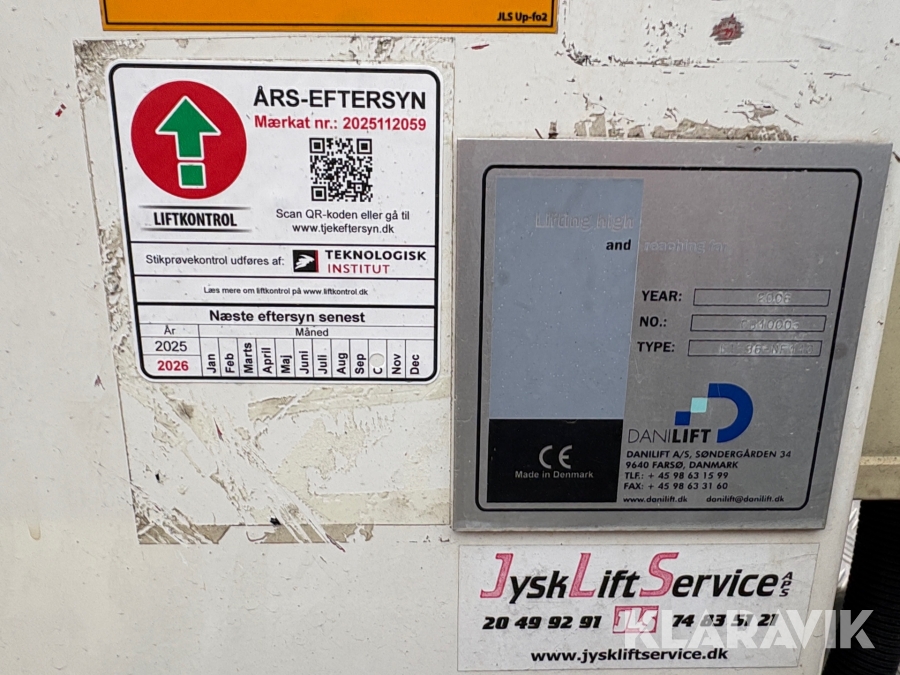 JLS Up-fo2
ÅRS-EFTERSYN
Mærkat nr.: 2025112059
LIFTKONTROL
Scan QR-koden eller gå til
www.tjekeftersyn.dk
Stikprøvekontrol udføres af:
TEKNOLOGISK
INSTITUT
Læs mere om liftkontrol på www.liftkontrol.dk
Næste eftersyn senest
År Måned
2025
2026
Jan Feb Marts April Maj Juni Juli Aug Sep Nov Dec
and
YEAR:
NO.:
TYPE:
DANILIFT
DANILIFT A/S, SØNDERGÅRDEN 34
9640 FARSØ, DANMARK
TLF.: + 45 98 63 15 99
FAX: + 45 98 63 31 60
www.danilift.dk danilift@danilift.dk
CE
Made in Denmark
JyskLiftService APS
20 49 92 91 JLS 74 83 51 21
www.jyskliftservice.dk
KLARAVIK